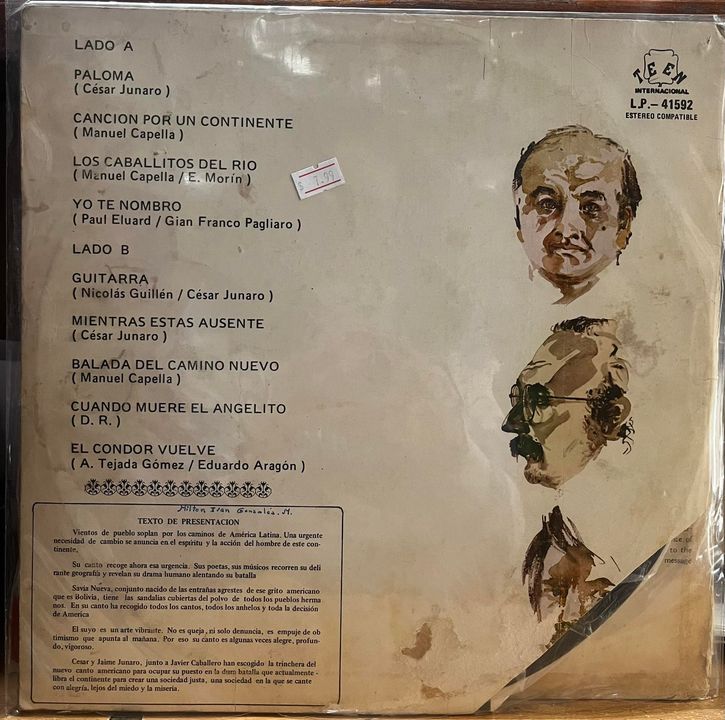 LADO A
PALOMA
( César Junaro )
CANCION POR UN CONTINENTE
( Manuel Capella )
LOS CABALLITOS DEL RIO
( Manuel Capella / E. Morín )
YO TE NOMBRO
( Paul Eluard / Gian Franco Pagliaro )
LADO B
GUITARRA
( Nicolás Guillén / César Junaro )
MIENTRAS ESTAS AUSENTE
( César Junaro )
BALADA DEL CAMINO NUEVO
( Manuel Capella )
CUANDO MUERE EL ANGELITO
( D. R. )
EL CONDOR VUELVE
( A. Tejada Gómez / Eduardo Aragón )
Milton Ivan Gonzales. M.
TEXTO DE PRESENTACION
Vientos de pueblo soplan por los caminos de América Latina. Una urgente
necesidad de cambio se anuncia en el espíritu y la acción del hombre de este con-
tinente.
Su canto recoge ahora esa urgencia. Sus poetas, sus músicos recorren su deli
rante geografía y revelan su drama humano alentando su batalla
Savia Nueva, conjunto nacido de las entrañas agrestes de ese grito americano
que es Bolivia, tiene las sandalias cubiertas del polvo de todos los pueblos herma
nos. En su canto ha recogido todos los cantos, todos los anhelos y toda la decisión
de America
El suyo es un arte vibrante. No es queja, ni solo denuncia, es empuje de ob
timismo que apunta al mañana. Por eso su canto es algunas veces alegre, profun-
do, vigoroso.
Cesar y Jaime Junaro, junto a Javier Caballero han escogido la trinchera del
nuevo canto americano para ocupar su puesto en la dura batalla que actualmente -
libra el continente para crear una sociedad justa, una sociedad en la que se cante
con alegría, lejos del miedo y la miseria.
TEEN
INTERNACIONAL
L.P.- 41592
ESTEREO COMPATIBLE
$ 7.99
of
to the
message